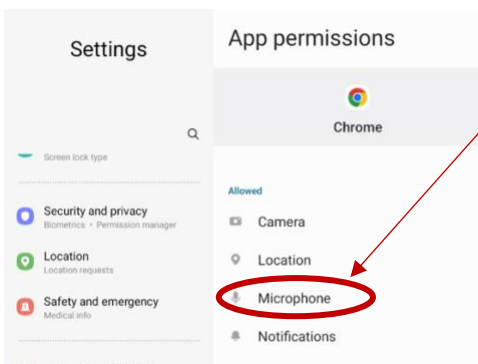 Settings
Screen lock type
Security and privacy
Biometrics • Permission manager
Location
Location requests
Safety and emergency
Medical info
App permissions
Chrome
Allowed
Camera
Location
Microphone
Notifications